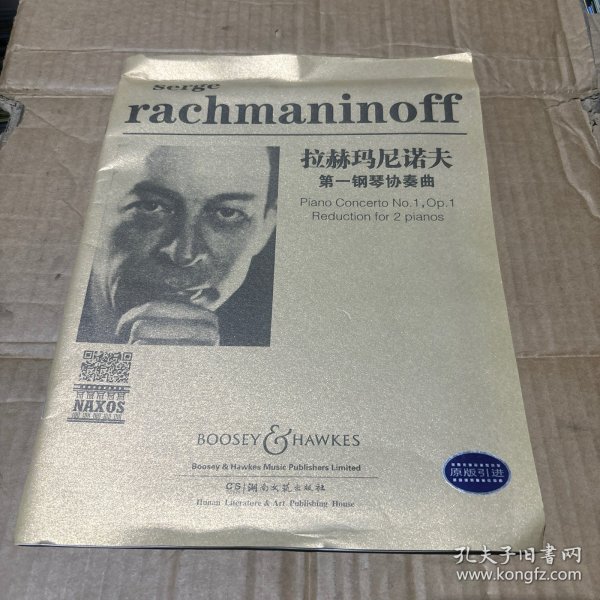 serge
rachmaninoff
拉赫玛尼诺夫
第一钢琴协奏曲
Piano Concerto No.1, Op.1
Reduction for 2 pianos
NAXOS
BOOSEY & HAWKES
Boosey & Hawkes Music Publishers Limited
CS 湖南文艺出版社
Hunan Literature & Art Publishing House
原版引进
孔夫子旧书网
www.kongfz.com